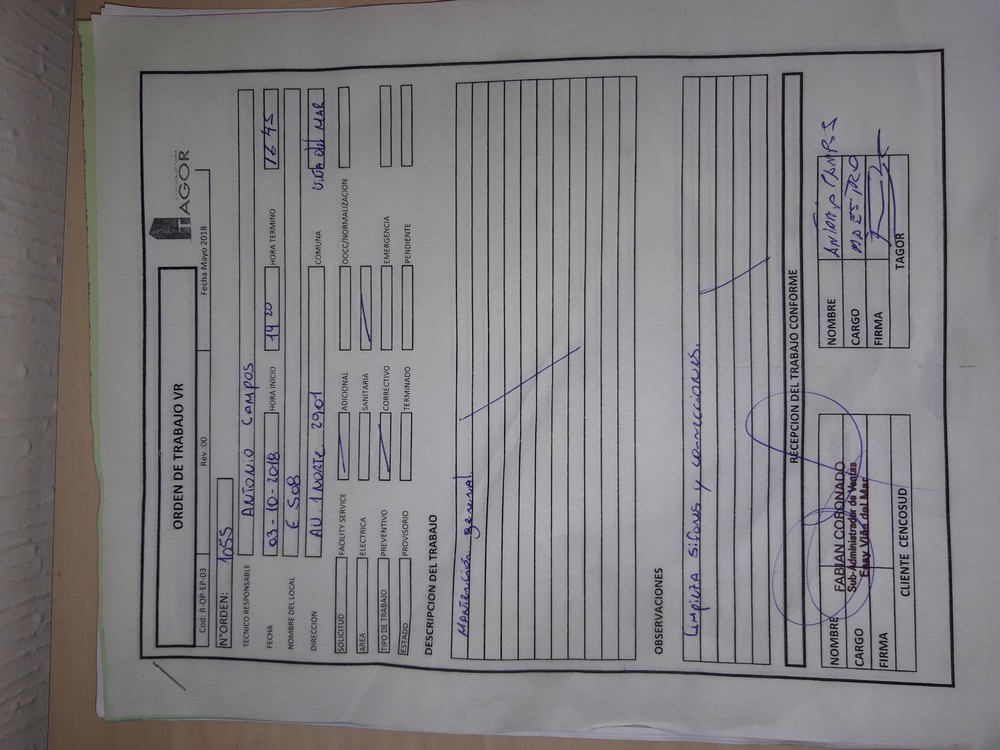 TAGOR
ORDEN DE TRABAJO VR
Cod: R-OP-EP-03 Rev.:00 Fecha Mayo 2018
N°ORDEN: 1055
TECNICO RESPONSABLE ANTONIO CAMPOS
FECHA 03-10-2018 HORA INICIO 14 20 HORA TERMINO 16 45
NOMBRE DEL LOCAL E 508
DIRECCION AV. 1 NORTE 2901 COMUNA VIÑA del MAR
SOLICITUD FACILITY SERVICE ADICIONAL OOCC/NORMALIZACION
AREA ELECTRICA SANITARIA
TIPO DE TRABAJO PREVENTIVO CORRECTIVO EMERGENCIA
ESTADO PROVISORIO TERMINADO PENDIENTE
DESCRIPCION DEL TRABAJO
Mantención general
OBSERVACIONES
Limpieza Sifones y correcciones.
RECEPCION DEL TRABAJO CONFORME
NOMBRE FABIAN CORONADO NOMBRE ANTONIO CAMPOS
CARGO Sub-Administrador de Ventas CARGO MAESTRO
Easy Viña del Mar
FIRMA FIRMA
CLIENTE CENCOSUD TAGOR